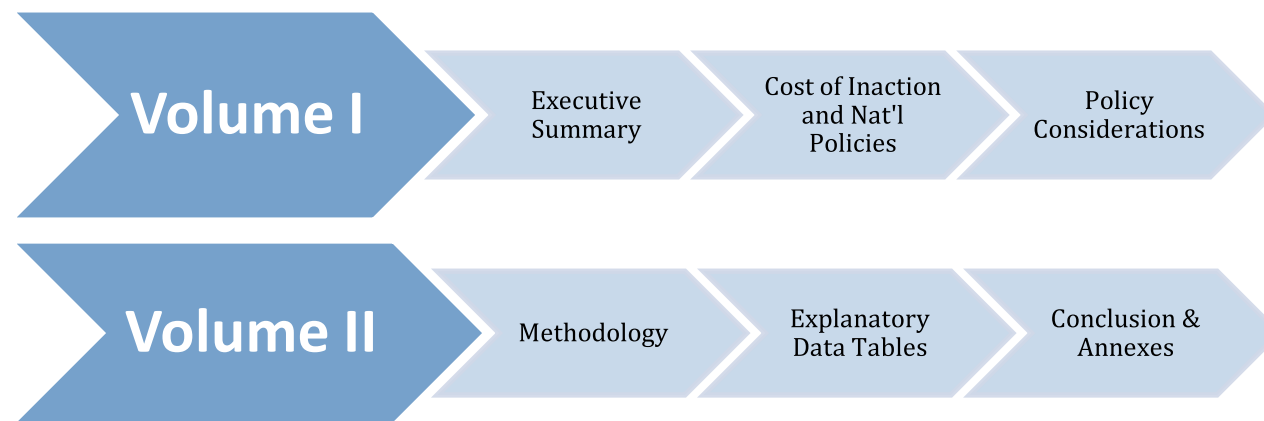 Volume I
Executive
Summary
Cost of Inaction
and Nat'l
Policies
Policy
Considerations
Volume II
Methodology
Explanatory
Data Tables
Conclusion &
Annexes